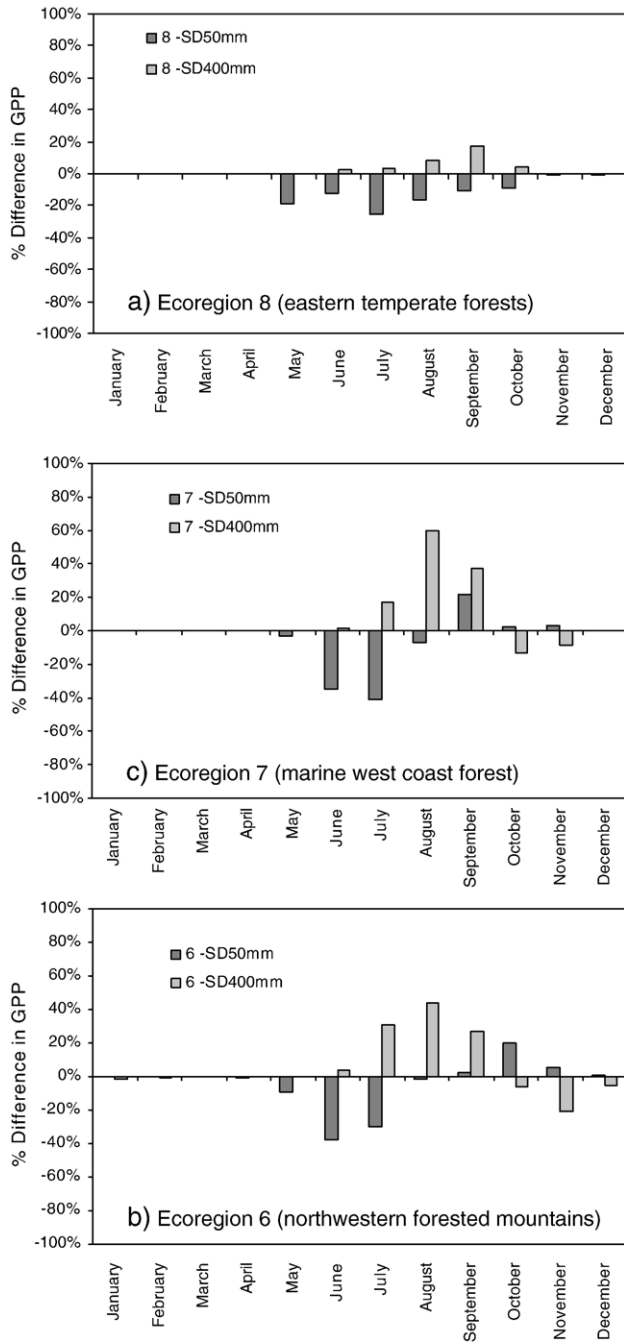 100%
80%
60%
40%
20%
0%
-20%
-40%
-60%
-80%
-100%
% Difference in GPP
8 -SD50mm
8 -SD400mm
a) Ecoregion 8 (eastern temperate forests)
January
February
March
April
May
June
July
August
September
October
November
December
100%
80%
60%
40%
20%
0%
-20%
-40%
-60%
-80%
-100%
% Difference in GPP
7 -SD50mm
7 -SD400mm
c) Ecoregion 7 (marine west coast forest)
January
February
March
April
May
June
July
August
September
October
November
December
100%
80%
60%
40%
20%
0%
-20%
-40%
-60%
-80%
-100%
% Difference in GPP
6 -SD50mm
6 -SD400mm
b) Ecoregion 6 (northwestern forested mountains)
January
February
March
April
May
June
July
August
September
October
November
December